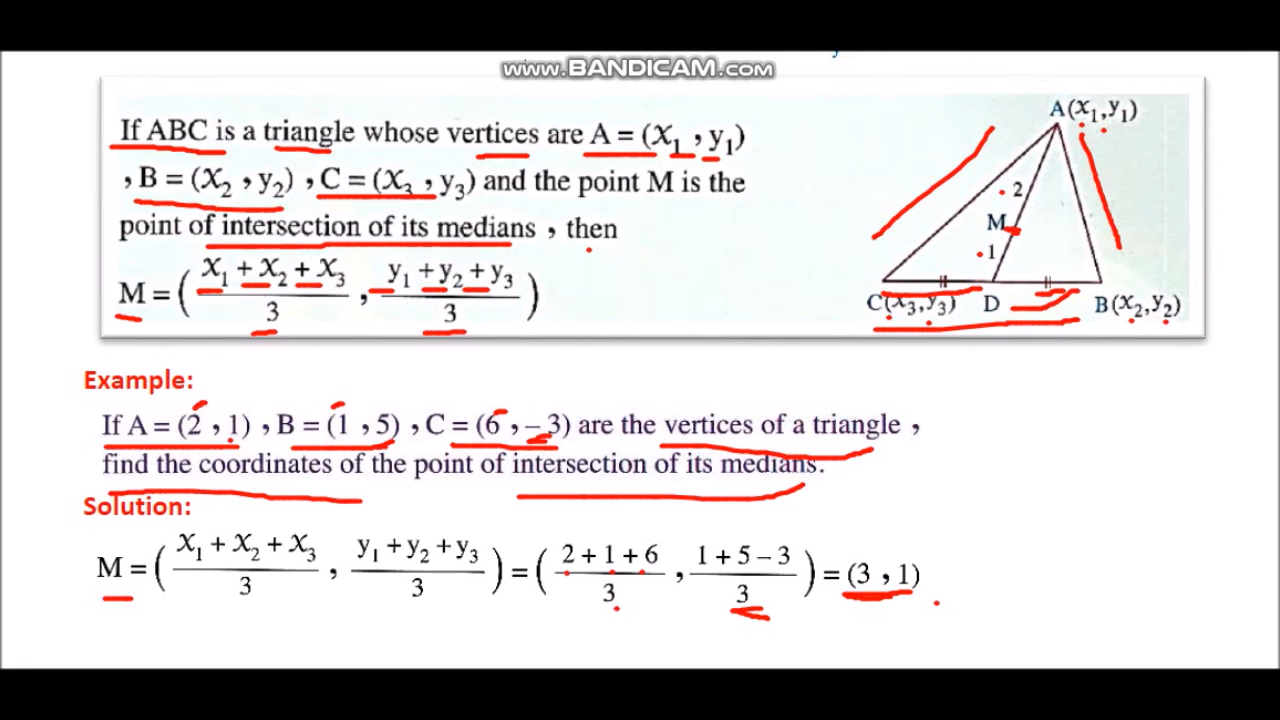 www.BANDICAM.com
If ABC is a triangle whose vertices are A = (x₁ , y₁)
, B = (x₂ , y₂) , C = (x₃ , y₃) and the point M is the
point of intersection of its medians , then
M = ( x₁ + x₂ + x₃ / 3 , y₁ + y₂ + y₃ / 3 )
A(x₁,y₁)
2
M
1
C(x₃,y₃) D B(x₂,y₂)
Example:
If A = (2 , 1) , B = (1 , 5) , C = (6 , – 3) are the vertices of a triangle ,
find the coordinates of the point of intersection of its medians.
Solution:
M = ( x₁ + x₂ + x₃ / 3 , y₁ + y₂ + y₃ / 3 ) = ( 2 + 1 + 6 / 3 , 1 + 5 – 3 / 3 ) = (3 , 1)